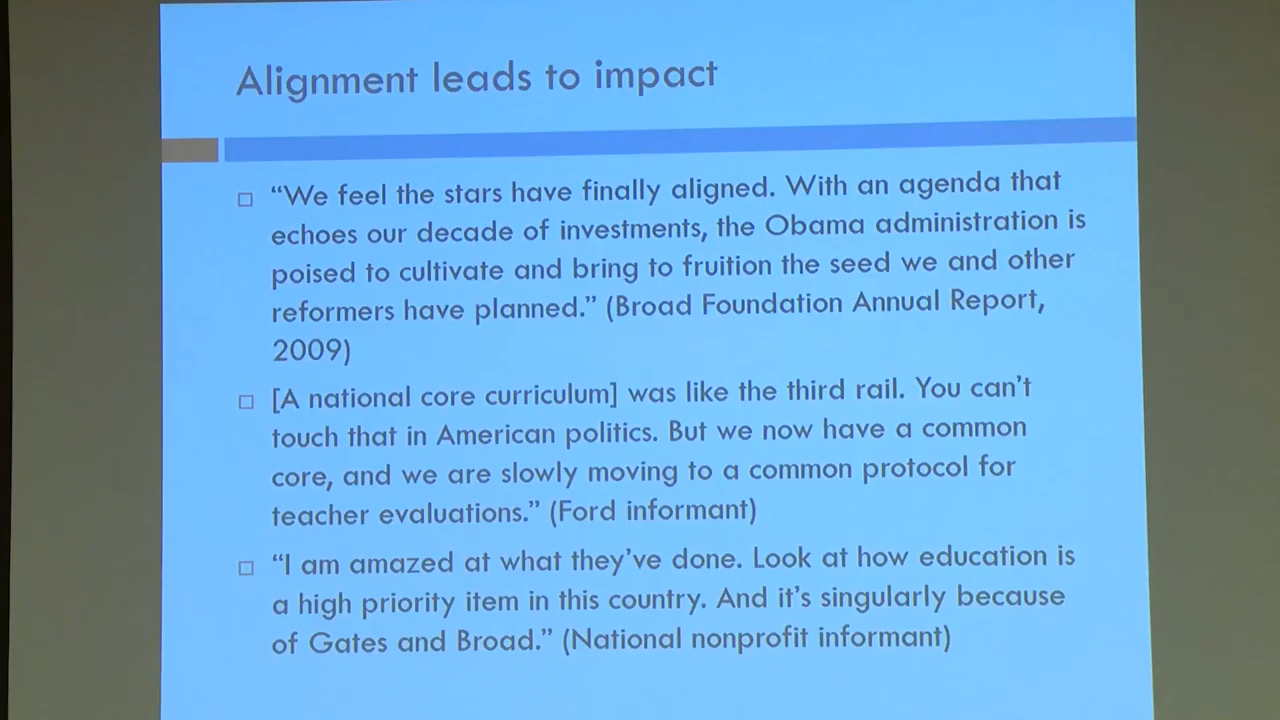 Alignment leads to impact
“We feel the stars have finally aligned. With an agenda that
echoes our decade of investments, the Obama administration is
poised to cultivate and bring to fruition the seed we and other
reformers have planned.” (Broad Foundation Annual Report,
2009)
[A national core curriculum] was like the third rail. You can’t
touch that in American politics. But we now have a common
core, and we are slowly moving to a common protocol for
teacher evaluations.” (Ford informant)
“I am amazed at what they’ve done. Look at how education is
a high priority item in this country. And it’s singularly because
of Gates and Broad.” (National nonprofit informant)